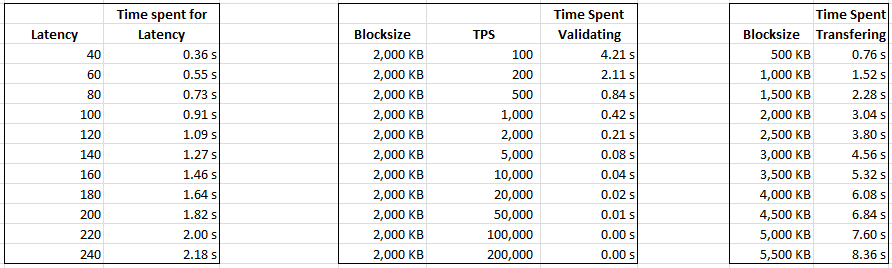 Time spent for Time Spent Time Spent
Latency Latency Blocksize TPS Validating Blocksize Transfering
40 0.36 s 2,000 KB 100 4.21 s 500 KB 0.76 s
60 0.55 s 2,000 KB 200 2.11 s 1,000 KB 1.52 s
80 0.73 s 2,000 KB 500 0.84 s 1,500 KB 2.28 s
100 0.91 s 2,000 KB 1,000 0.42 s 2,000 KB 3.04 s
120 1.09 s 2,000 KB 2,000 0.21 s 2,500 KB 3.80 s
140 1.27 s 2,000 KB 5,000 0.08 s 3,000 KB 4.56 s
160 1.46 s 2,000 KB 10,000 0.04 s 3,500 KB 5.32 s
180 1.64 s 2,000 KB 20,000 0.02 s 4,000 KB 6.08 s
200 1.82 s 2,000 KB 50,000 0.01 s 4,500 KB 6.84 s
220 2.00 s 2,000 KB 100,000 0.00 s 5,000 KB 7.60 s
240 2.18 s 2,000 KB 200,000 0.00 s 5,500 KB 8.36 s